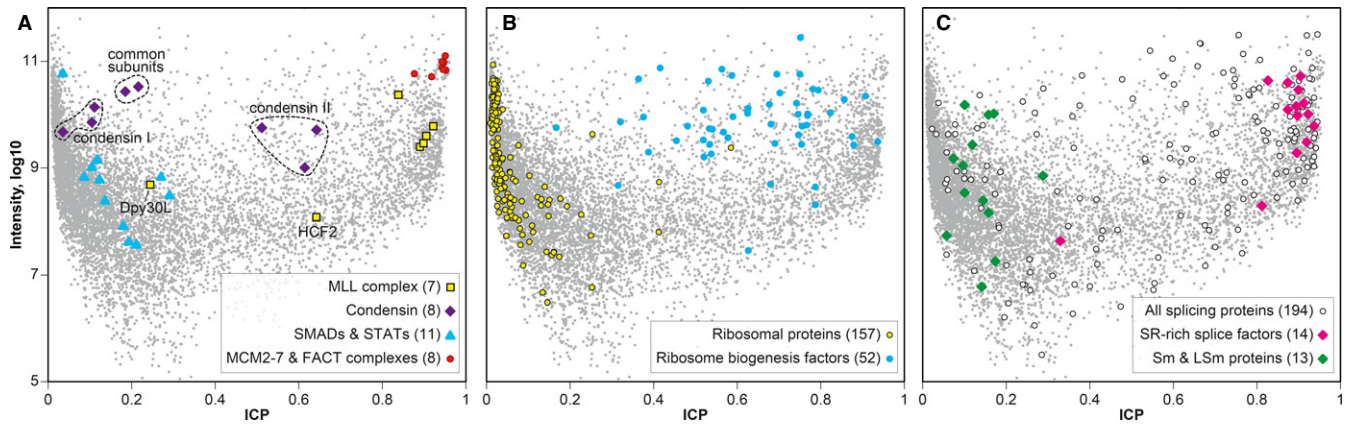 A
Intensity, log10
11
9
7
5
common
subunits
condensin I
condensin II
Dpy30L
HCF2
MLL complex (7)
Condensin (8)
SMADs & STATs (11)
MCM2-7 & FACT complexes (8)
0 0.2 0.4 0.6 0.8 1
ICP
B
Ribosomal proteins (157)
Ribosome biogenesis factors (52)
0 0.2 0.4 0.6 0.8 1
ICP
C
All splicing proteins (194)
SR-rich splice factors (14)
Sm & LSm proteins (13)
0 0.2 0.4 0.6 0.8 1
ICP